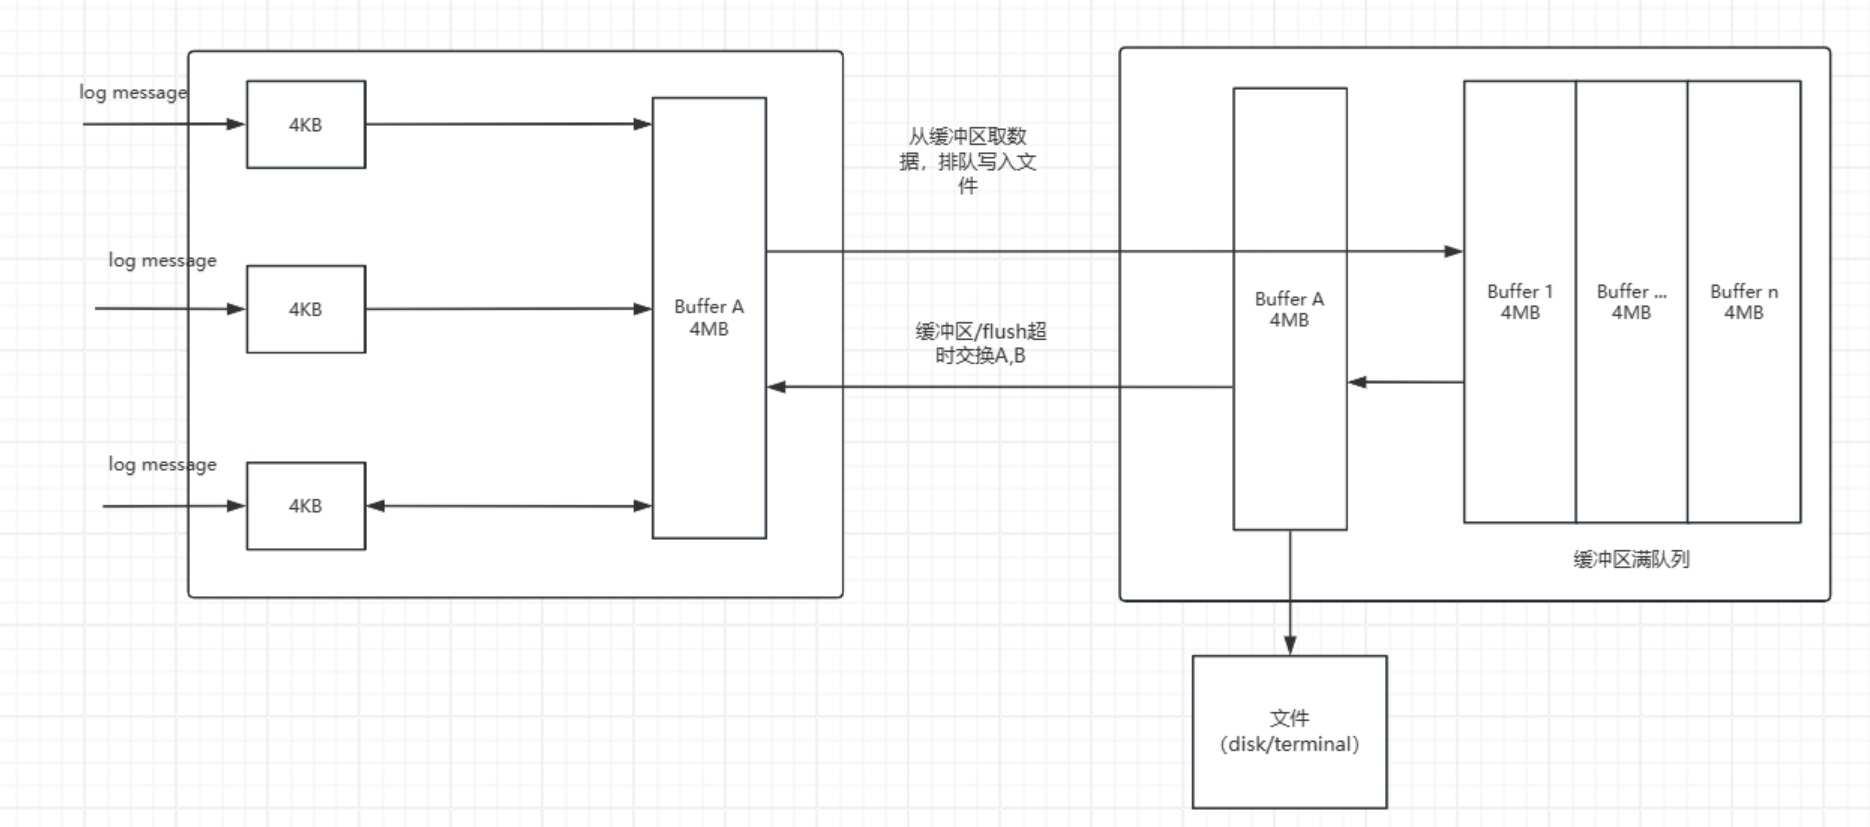 log message
4KB
log message
4KB
log message
4KB
Buffer A
4MB
从缓冲区取数
据，排队写入文
件
缓冲区/flush超
时交换A,B
Buffer A
4MB
Buffer 1
4MB
Buffer ...
4MB
Buffer n
4MB
缓冲区满队列
文件
（disk/terminal）